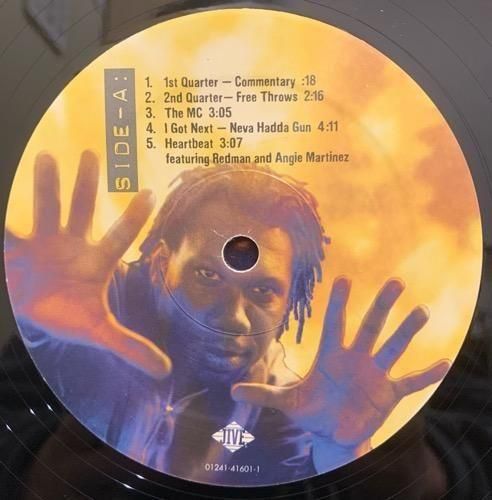 SIDE-A:
1. 1st Quarter — Commentary :18
2. 2nd Quarter— Free Throws 2:16
3. The MC 3:05
4. I Got Next — Neva Hadda Gun 4:11
5. Heartbeat 3:07
featuring Redman and Angie Martinez
JIVE
01241-41601-1